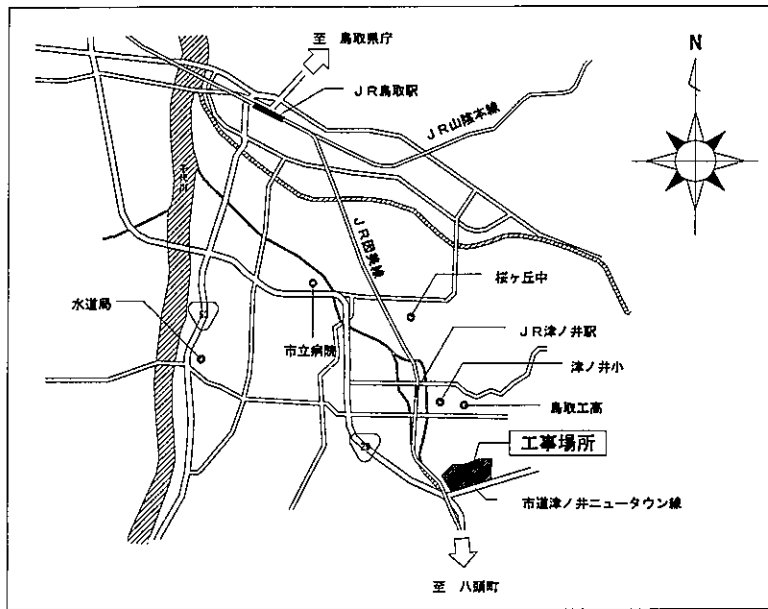 至 鳥取県庁
N
JR鳥取駅
JR山陰本線
JR因美線
桜ヶ丘中
水道局
53
市立病院
JR津ノ井駅
津ノ井小
鳥取工高
29
工事場所
市道津ノ井ニュータウン線
至 八頭町